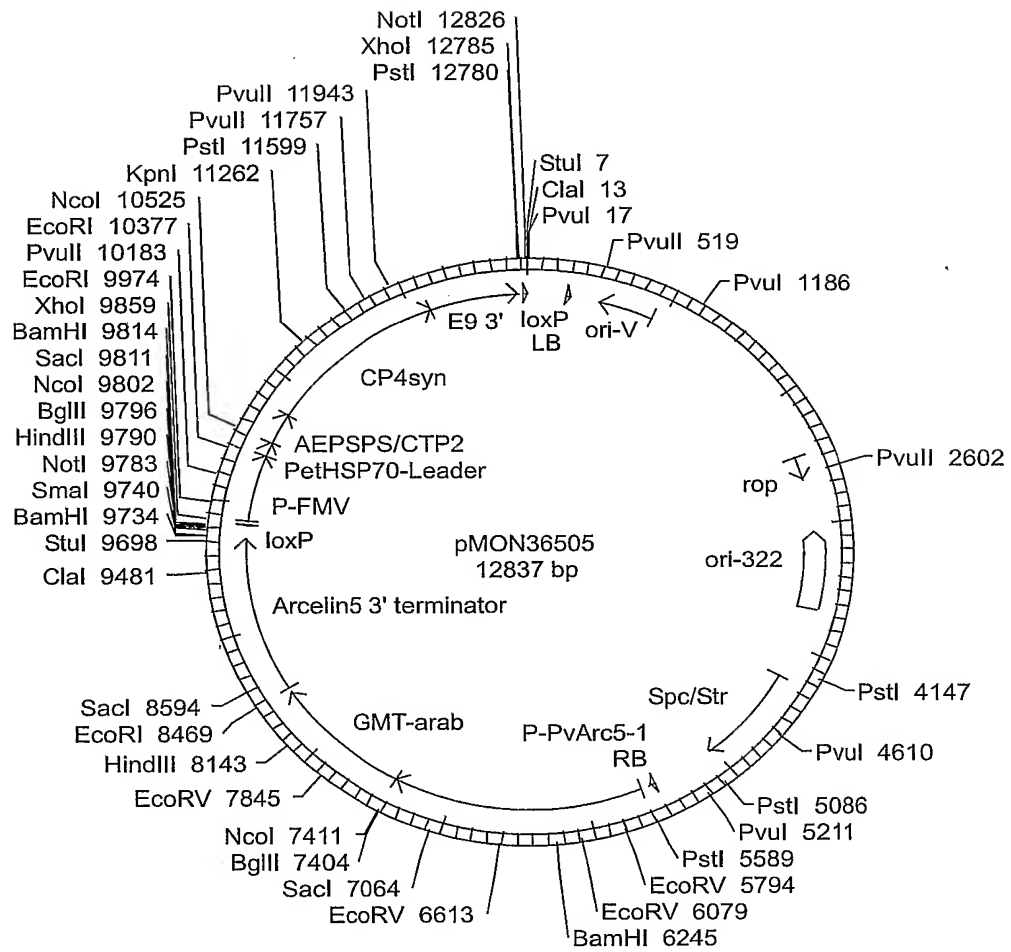 NotI 12826
XhoI 12785
PstI 12780
PvuII 11943
PvuII 11757
PstI 11599
KpnI 11262
NcoI 10525
EcoRI 10377
PvuII 10183
EcoRI 9974
XhoI 9859
BamHI 9814
SacI 9811
NcoI 9802
BglII 9796
HindIII 9790
NotI 9783
SmaI 9740
BamHI 9734
StuI 9698
ClaI 9481
SacI 8594
EcoRI 8469
HindIII 8143
EcoRV 7845
NcoI 7411
BglII 7404
SacI 7064
EcoRV 6613
StuI 7
ClaI 13
PvuI 17
PvuII 519
PvuI 1186
PvuII 2602
PstI 4147
PvuI 4610
PstI 5086
PvuI 5211
PstI 5589
EcoRV 5794
EcoRV 6079
BamHI 6245
E9 3'
loxP
LB
ori-V
CP4syn
AEPSPS/CTP2
PetHSP70-Leader
P-FMV
loxP
rop
ori-322
pMON36505
12837 bp
Arcelin5 3' terminator
Spc/Str
GMT-arab
P-PvArc5-1
RB